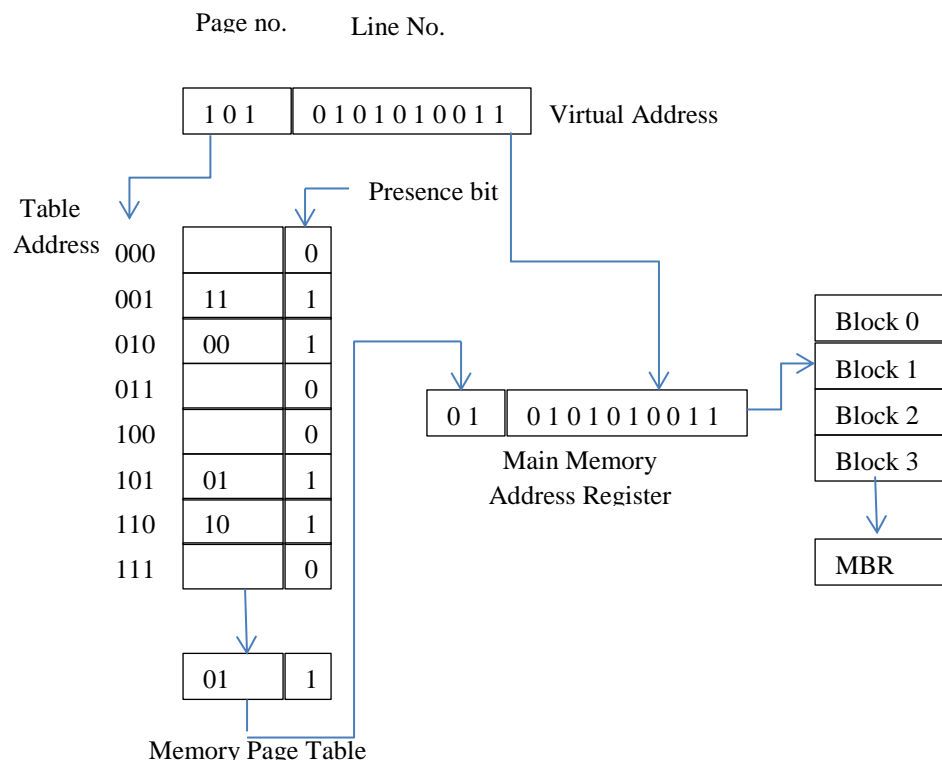 Page no. Line No.
1 0 1 0 1 0 1 0 1 0 0 1 1 Virtual Address
Presence bit
Table
Address
000 0
001 11 1
010 00 1
011 0
100 0
101 01 1
110 10 1
111 0
01 1
Memory Page Table
0 1 0 1 0 1 0 1 0 0 1 1
Main Memory
Address Register
Block 0
Block 1
Block 2
Block 3
MBR